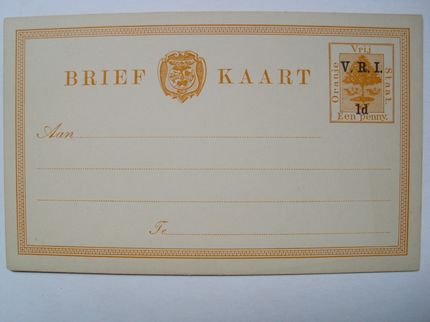 BRIEF KAART
Vrij
Oranje
Staat.
V. R. I.
1d
Een penny.
Aan
Te